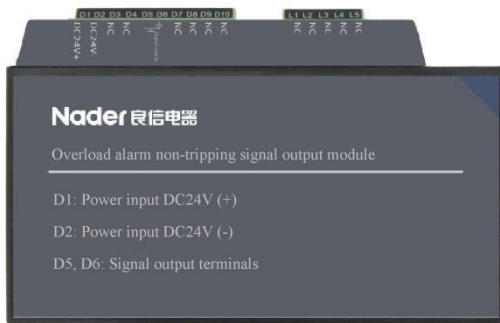 D1 D2 D3 D4 D5 D6 D7 D8 D9 D10
L1 L2 L3 L4 L5
DC24V+
DC24V-
NC
NC
NC
NC
NC
NC
NC
NC
NC
NC
NC
Nader 良信电器
Overload alarm non-tripping signal output module
D1: Power input DC24V (+)
D2: Power input DC24V (-)
D5, D6: Signal output terminals